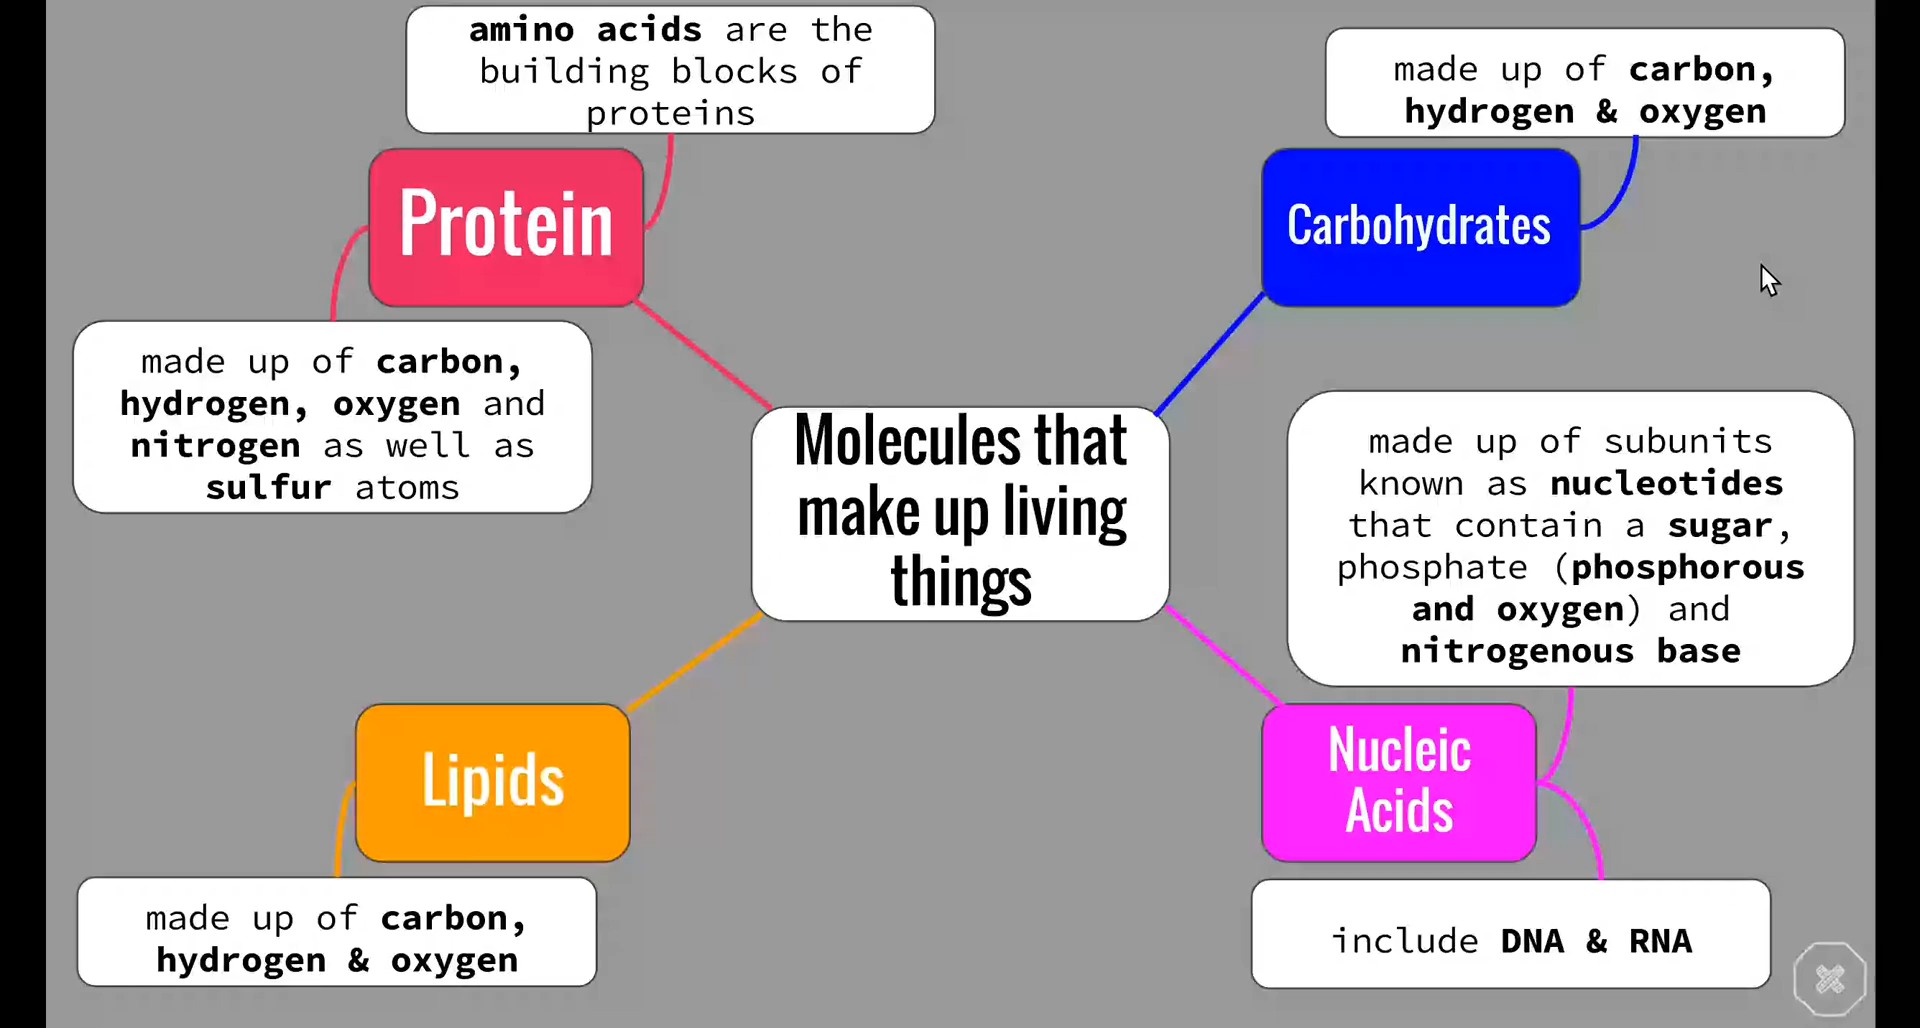 amino acids are the
building blocks of
proteins
made up of carbon,
hydrogen & oxygen
Protein
Carbohydrates
made up of carbon,
hydrogen, oxygen and
nitrogen as well as
sulfur atoms
Molecules that
make up living
things
made up of subunits
known as nucleotides
that contain a sugar,
phosphate (phosphorous
and oxygen) and
nitrogenous base
Lipids
Nucleic
Acids
made up of carbon,
hydrogen & oxygen
include DNA & RNA